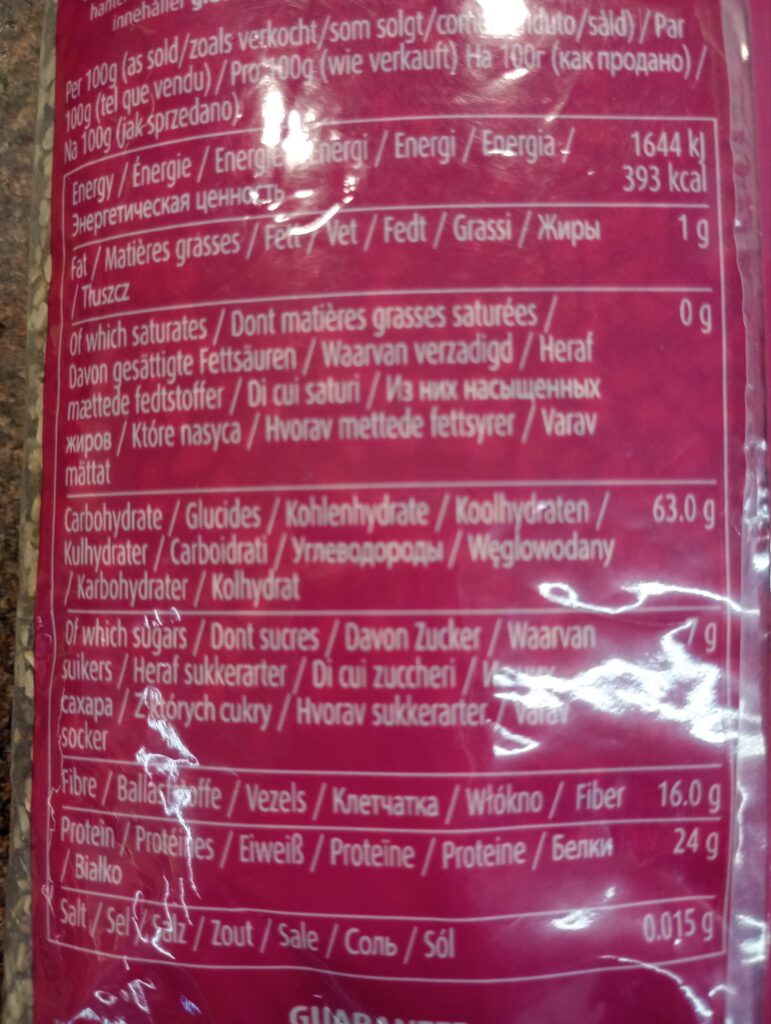 innehåller
Per 100g (as sold/zoals verkocht/som solgt/ såld) / Par
100g (tel que vendu) / Pro 100g (wie verkauft) На 100г (как продано) /
Na 100g (jak sprzedano)
Energy / Énergie / Energie Energi / Energi / Energia / 1644 kJ
Энергетическая ценность 393 kcal
Fat / Matières grasses / Fett / Vet / Fedt / Grassi / Жиры 1 g
/ Tłuszcz
Of which saturates / Dont matières grasses saturées / 0 g
Davon gesättigte Fettsäuren / Waarvan verzadigd / Heraf
mættede fedtstoffer / Di cui saturi / Из них насыщенных
жиров / Które nasyca / Hvorav mettede fettsyrer / Varav
mättat
Carbohydrate / Glucides / Kohlenhydrate / Koolhydraten / 63.0 g
Kulhydrater / Carboidrati / Углеводороды / Węglowodany
/ Karbohydrater / Kolhydrat
Of which sugars / Dont sucres / Davon Zucker / Waarvan g
suikers / Heraf sukkerarter / Di cui zuccheri /
сахара / Z których cukry / Hvorav sukkerarter / Varav
socker
Fibre / Ballaststoffe / Vezels / Клетчатка / Włókno / Fiber 16.0 g
Protein / Protéines / Eiweiß / Proteïne / Proteine / Белки 24 g
/ Białko
Salt / Sel / Salz / Zout / Sale / Соль / Sól 0.015 g